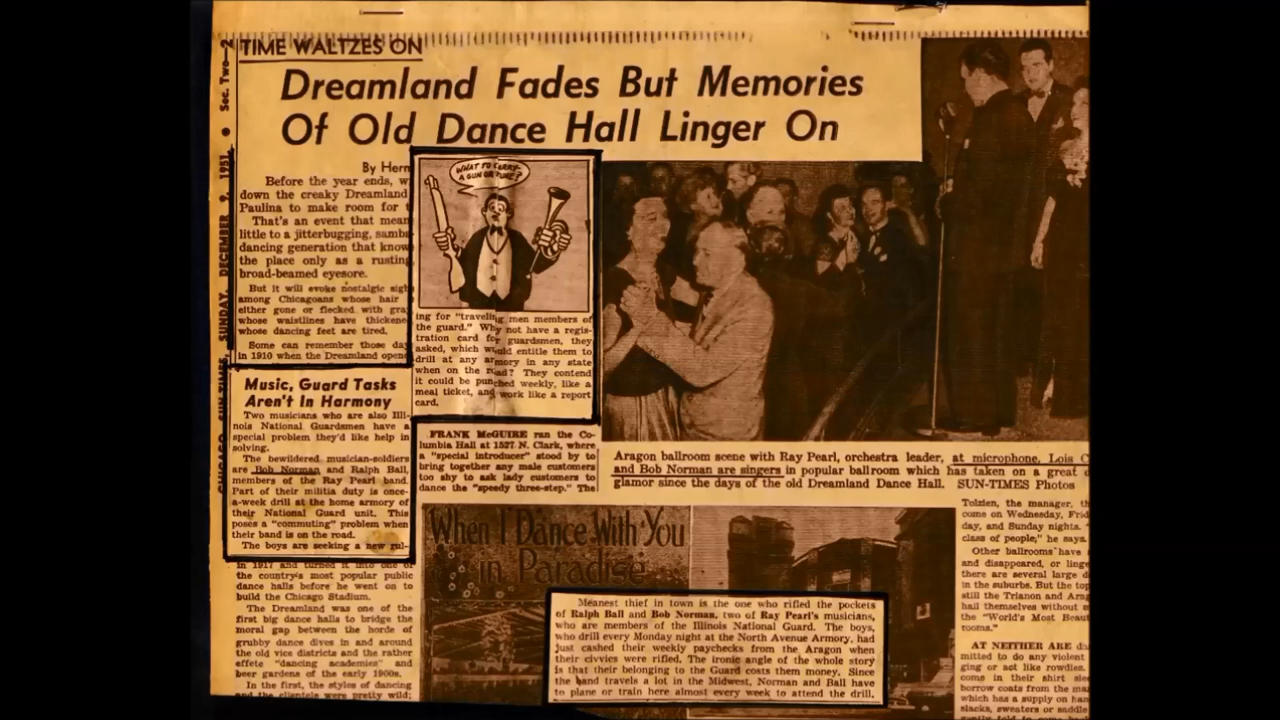 TIME WALTZES ON
Dreamland Fades But Memories
Of Old Dance Hall Linger On
CHICAGO SUN-TIMES, SUNDAY, DECEMBER 9, 1951 • Sec. Two—2
By Herm
Before the year ends, w
down the creaky Dreamland
Paulina to make room for
That's an event that mean
little to a jitterbugging, samba
dancing generation that know
the place only as a rusting
broad-beamed eyesore.
But it will evoke nostalgic sigh
among Chicagoans whose hair
either gone or flecked with gra
whose waistlines have thickene
whose dancing feet are tired.
Some can remember those day
in 1910 when the Dreamland opene
Music, Guard Tasks
Aren't In Harmony
Two musicians who are also Illi-
nois National Guardsmen have a
special problem they'd like help in
solving.
The bewildered musician-soldiers
are Bob Norman and Ralph Ball,
members of the Ray Pearl band.
Part of their militia duty is once-
a-week drill at the home armory of
their National Guard unit. This
poses a "commuting" problem when
their band is on the road.
The boys are seeking a new rul-
in 1917 and turned it into one of
the country's most popular public
dance halls before he went on to
build the Chicago Stadium.
The Dreamland was one of the
first big dance halls to bridge the
moral gap between the horde of
grubby dance dives in and around
the old vice districts and the rather
effete "dancing academies" and
beer gardens of the early 1900s.
In the first, the styles of dancing
and the clientele were pretty wild;
WHAT TO CARRY-
A GUN OR TUNE?
ing for "traveling men members of
the guard." Why not have a regis-
tration card for guardsmen, they
asked, which would entitle them to
drill at any armory in any state
when on the road? They contend
it could be punched weekly, like a
meal ticket, and work like a report
card.
FRANK McGUIRE ran the Co-
lumbia Hall at 1527 N. Clark, where
a "special introducer" stood by to
bring together any male customers
too shy to ask lady customers to
dance the "speedy three-step." The
Aragon ballroom scene with Ray Pearl, orchestra leader, at microphone, Lois C
and Bob Norman are singers in popular ballroom which has taken on a great
glamor since the days of the old Dreamland Dance Hall. SUN-TIMES Photos
When I Dance With You
in Paradise
Meanest thief in town is the one who rifled the pockets
of Ralph Ball and Bob Norman, two of Ray Pearl's musicians,
who are members of the Illinois National Guard. The boys,
who drill every Monday night at the North Avenue Armory, had
just cashed their weekly paychecks from the Aragon when
their civvies were rifled. The ironic angle of the whole story
is that their belonging to the Guard costs them money. Since
the band travels a lot in the Midwest, Norman and Ball have
to plane or train here almost every week to attend the drill.
Tolzien, the manager, th
come on Wednesday, Frid
day, and Sunday nights.
class of people," he says.
Other ballrooms have
and disappeared, or linge
there are several large d
in the suburbs. But the top
still the Trianon and Arag
hail themselves without
the "World's Most Beaut
rooms."
AT NEITHER ARE da
mitted to do any violent
ging or act like rowdies.
come in their shirt slee
borrow coats from the ma
which has a supply on han
slacks, sweaters or saddle